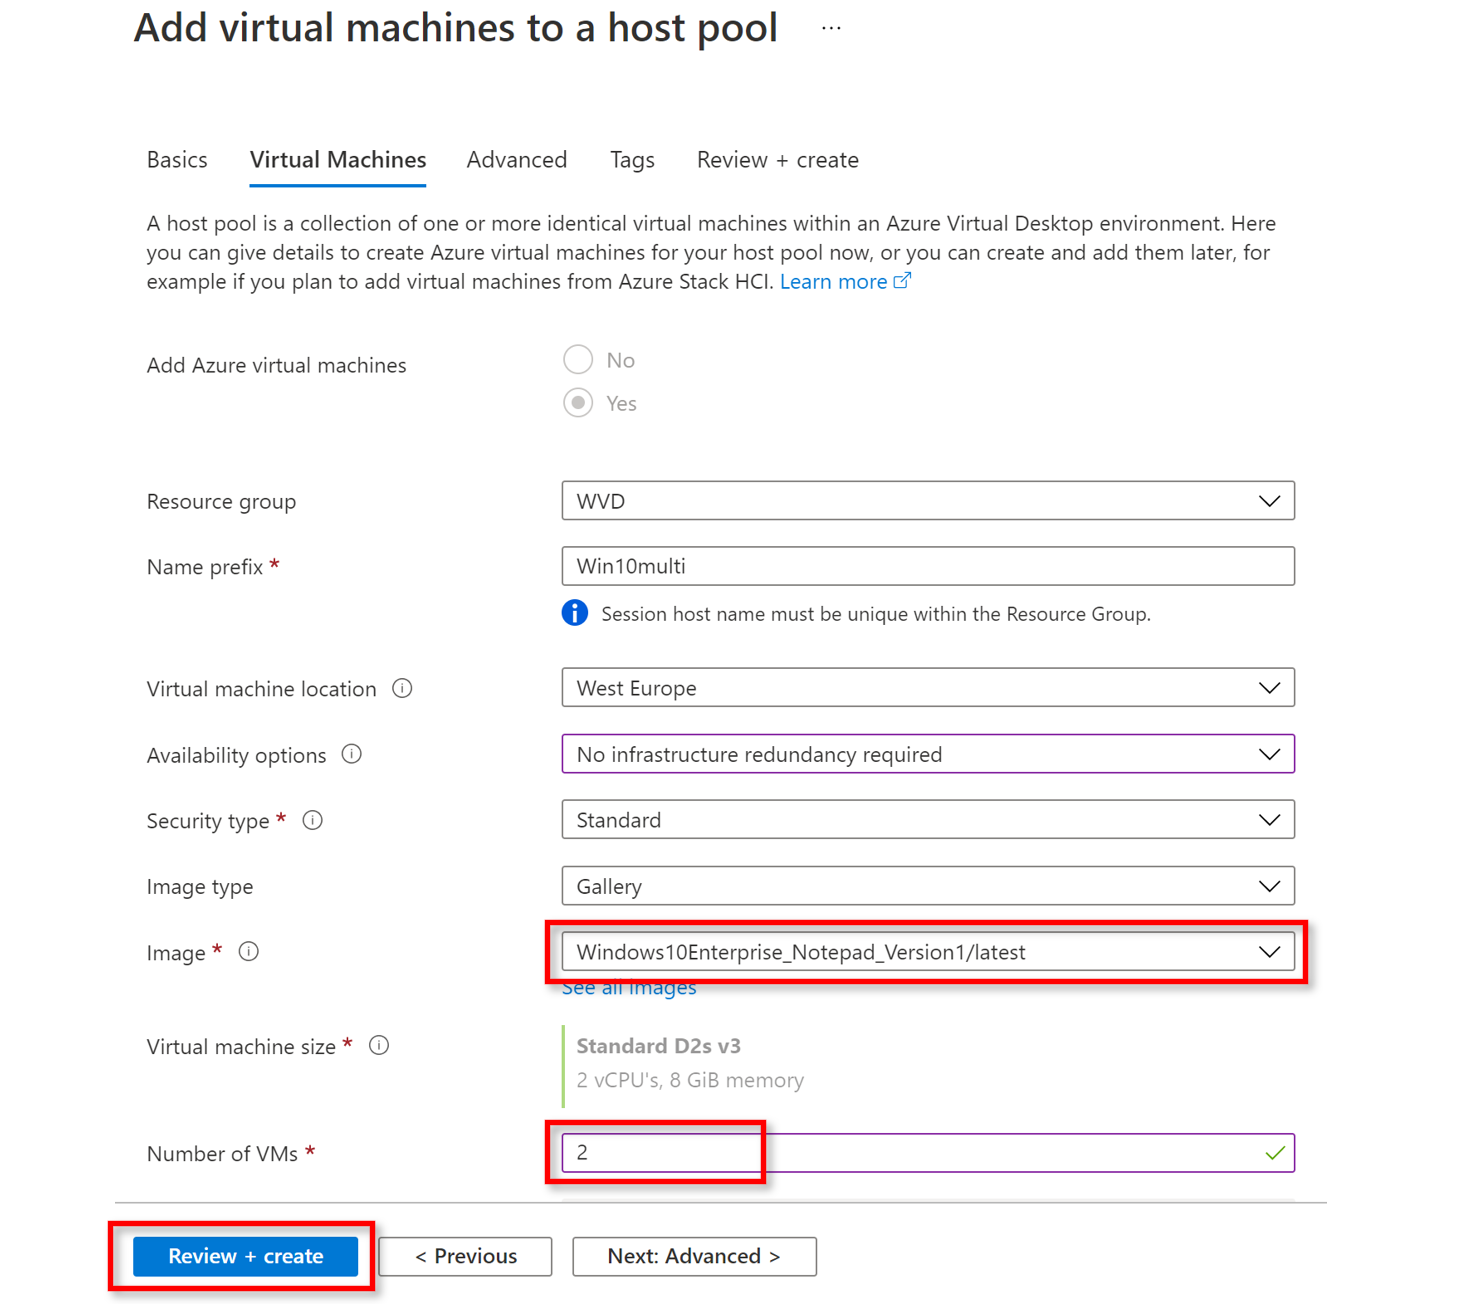 Add virtual machines to a host pool ...
Basics Virtual Machines Advanced Tags Review + create
A host pool is a collection of one or more identical virtual machines within an Azure Virtual Desktop environment. Here
you can give details to create Azure virtual machines for your host pool now, or you can create and add them later, for
example if you plan to add virtual machines from Azure Stack HCI. Learn more
Add Azure virtual machines
No
Yes
Resource group
WVD
Name prefix *
Win10multi
Session host name must be unique within the Resource Group.
Virtual machine location
West Europe
Availability options
No infrastructure redundancy required
Security type *
Standard
Image type
Gallery
Image *
Windows10Enterprise_Notepad_Version1/latest
See all images
Virtual machine size *
Standard D2s v3
2 vCPU's, 8 GiB memory
Number of VMs *
2
Review + create
< Previous
Next: Advanced >